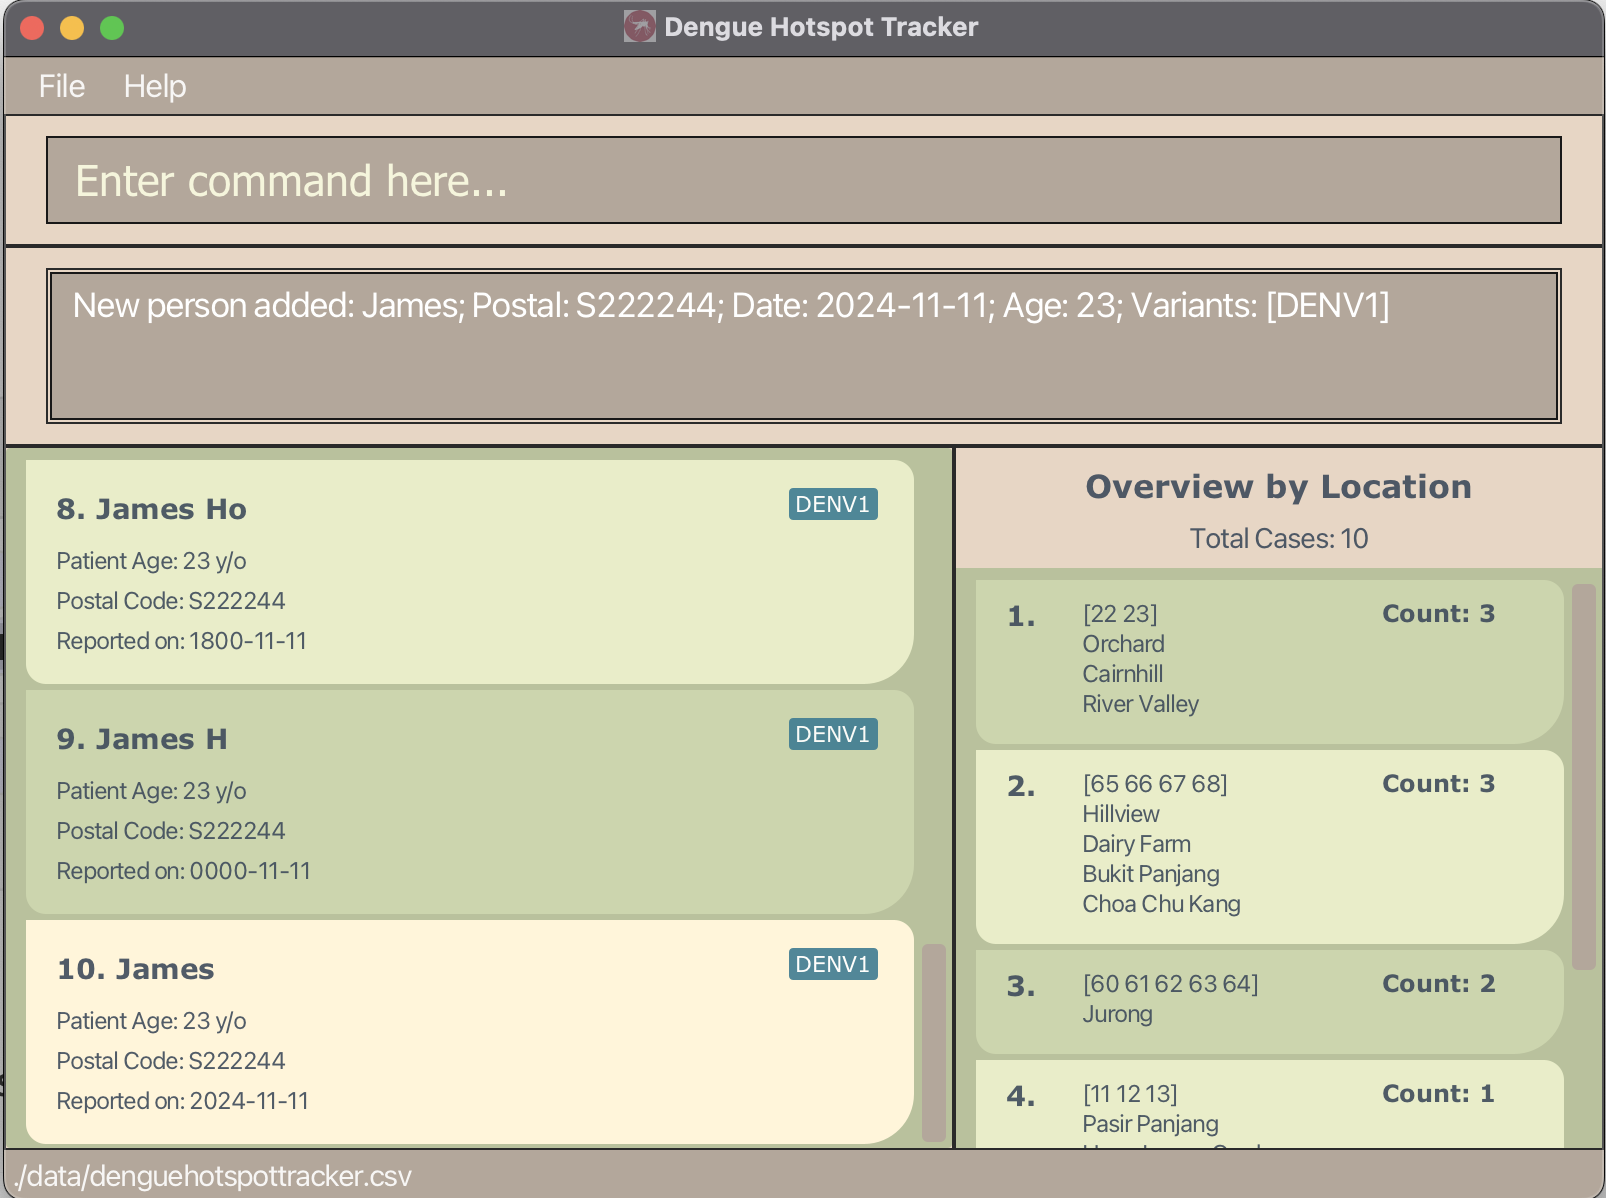 Dengue Hotspot Tracker
File Help
Enter command here...
New person added: James; Postal: S222244; Date: 2024-11-11; Age: 23; Variants: [DENV1]
8. James Ho
DENV1
Patient Age: 23 y/o
Postal Code: S222244
Reported on: 1800-11-11
9. James H
DENV1
Patient Age: 23 y/o
Postal Code: S222244
Reported on: 0000-11-11
10. James
DENV1
Patient Age: 23 y/o
Postal Code: S222244
Reported on: 2024-11-11
Overview by Location
Total Cases: 10
1. [22 23] Count: 3
Orchard
Cairnhill
River Valley
2. [65 66 67 68] Count: 3
Hillview
Dairy Farm
Bukit Panjang
Choa Chu Kang
3. [60 61 62 63 64] Count: 2
Jurong
4. [11 12 13] Count: 1
Pasir Panjang
./data/denguehotspottracker.csv